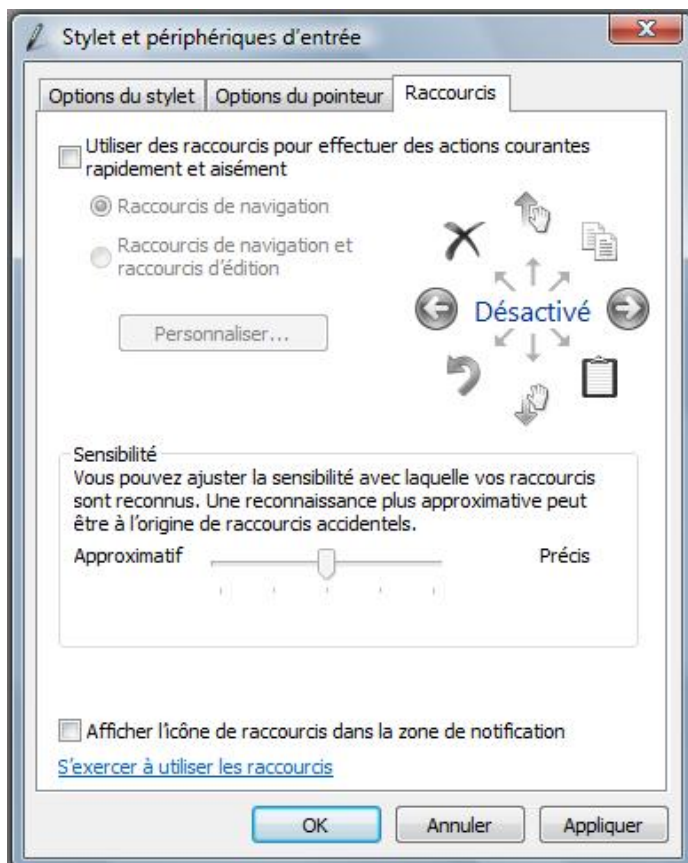 Stylet et périphériques d'entrée
Options du stylet
Options du pointeur
Raccourcis
Utiliser des raccourcis pour effectuer des actions courantes
rapidement et aisément
Raccourcis de navigation
Raccourcis de navigation et
raccourcis d'édition
Personnaliser...
Désactivé
Sensibilité
Vous pouvez ajuster la sensibilité avec laquelle vos raccourcis
sont reconnus. Une reconnaissance plus approximative peut
être à l'origine de raccourcis accidentels.
Approximatif
Précis
Afficher l'icône de raccourcis dans la zone de notification
S'exercer à utiliser les raccourcis
OK
Annuler
Appliquer